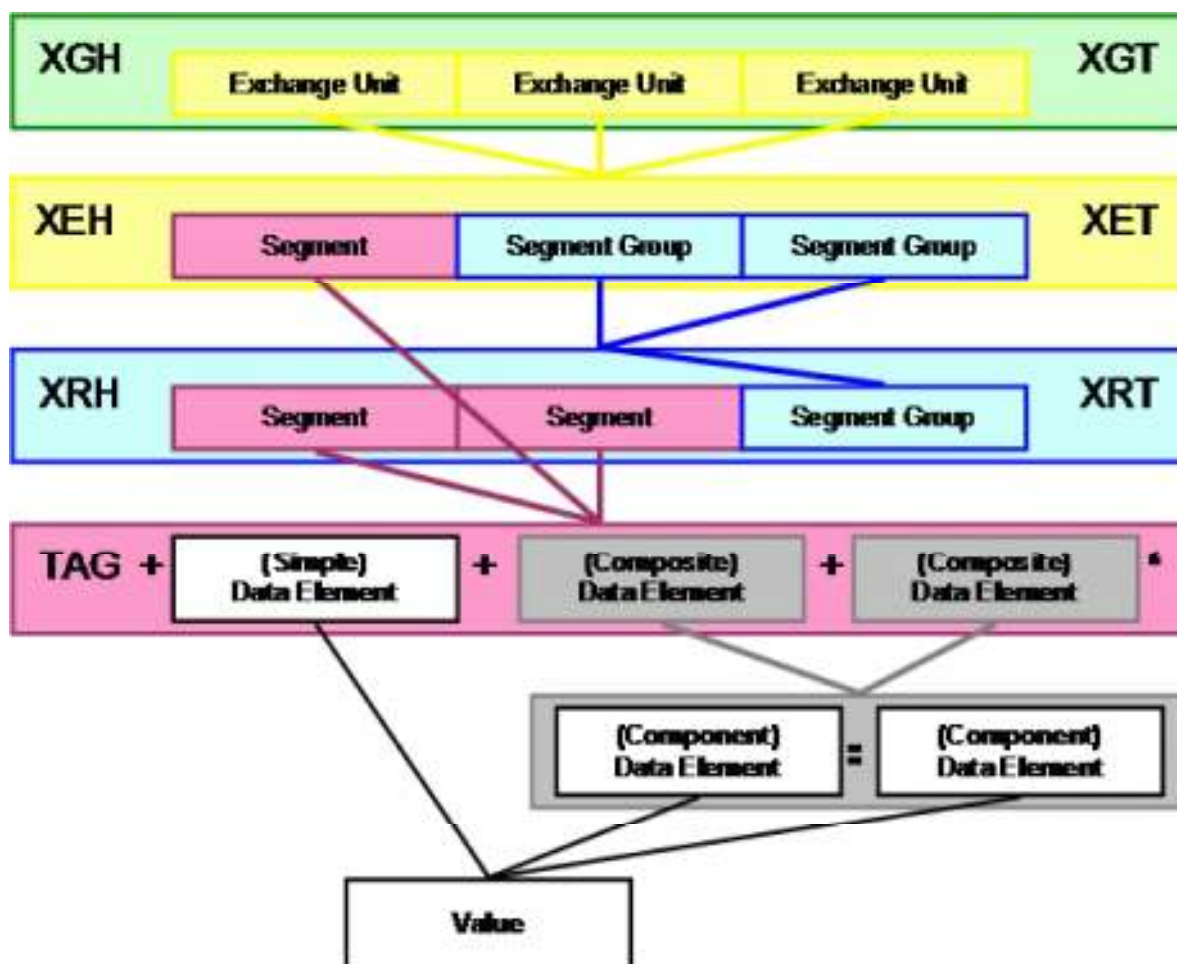 XGH Exchange Unit Exchange Unit Exchange Unit XGT
XEH Segment Segment Group Segment Group XET
XRH Segment Segment Segment Group XRT
TAG + (Simple) + (Composite) + (Composite) *
Data Element Data Element Data Element
(Component) : (Component)
Data Element Data Element
Value